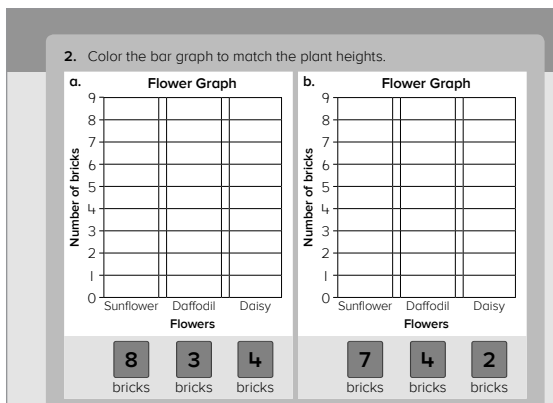 2. Color the bar graph to match the plant heights.
a.
Flower Graph
Number of bricks
9
8
7
6
5
4
3
2
1
0
Sunflower Daffodil Daisy
Flowers
8 3 4
bricks bricks bricks
b.
Flower Graph
Number of bricks
9
8
7
6
5
4
3
2
1
0
Sunflower Daffodil Daisy
Flowers
7 4 2
bricks bricks bricks